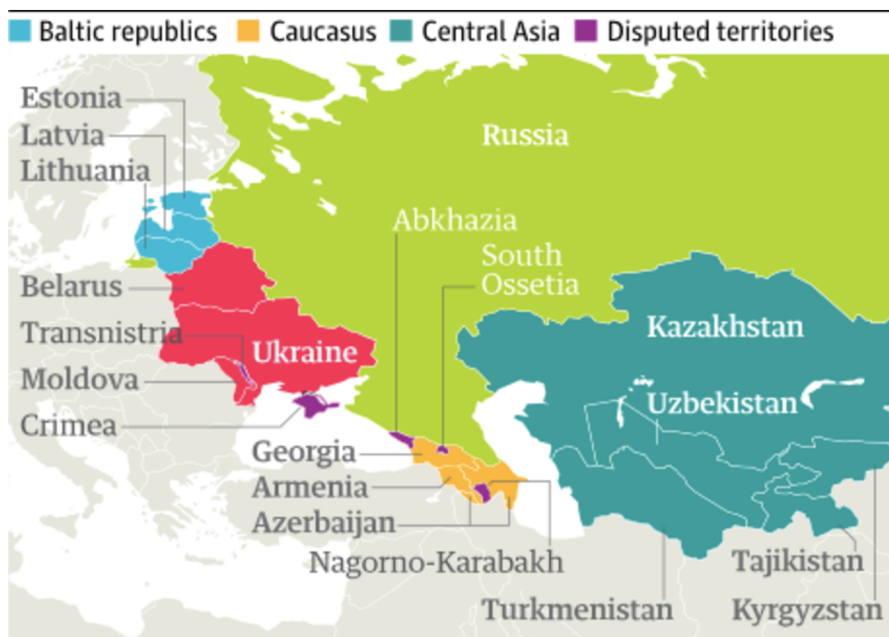 Baltic republics Caucasus Central Asia Disputed territories
Estonia
Latvia
Lithuania
Russia
Abkhazia
South
Ossetia
Belarus
Transnistria
Ukraine
Moldova
Crimea
Kazakhstan
Uzbekistan
Georgia
Armenia
Azerbaijan
Nagorno-Karabakh
Tajikistan
Turkmenistan
Kyrgyzstan